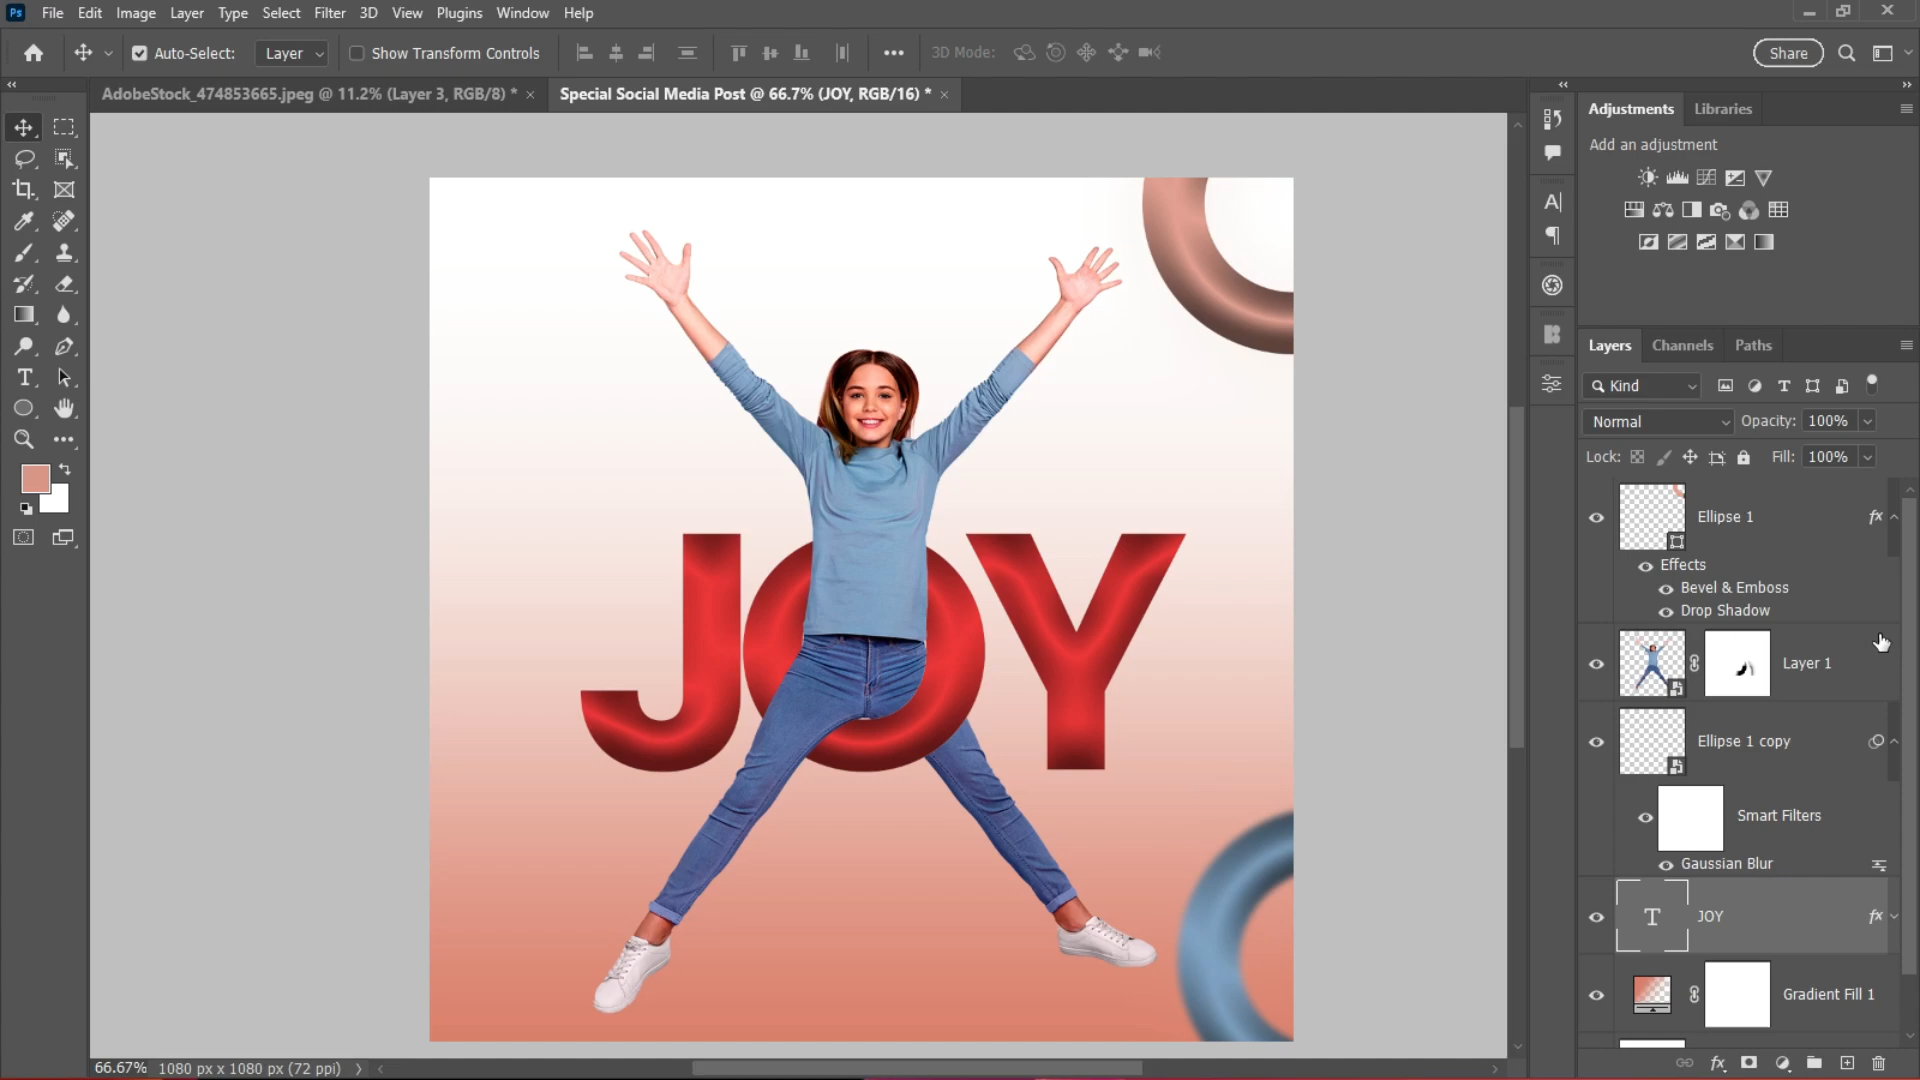 Ps File Edit Image Layer Type Select Filter 3D View Plugins Window Help
Auto-Select: Layer Show Transform Controls 3D Mode: Share
AdobeStock_474853665.jpeg @ 11.2% (Layer 3, RGB/8) * × Special Social Media Post @ 66.7% (JOY, RGB/16) * ×
Adjustments Libraries
Add an adjustment
Layers Channels Paths
Kind
Normal Opacity: 100%
Lock: Fill: 100%
Ellipse 1 fx
Effects
Bevel & Emboss
Drop Shadow
Layer 1
Ellipse 1 copy
Smart Filters
Gaussian Blur
T JOY fx
Gradient Fill 1
JOY
66.67% 1080 px x 1080 px (72 ppi)
fx